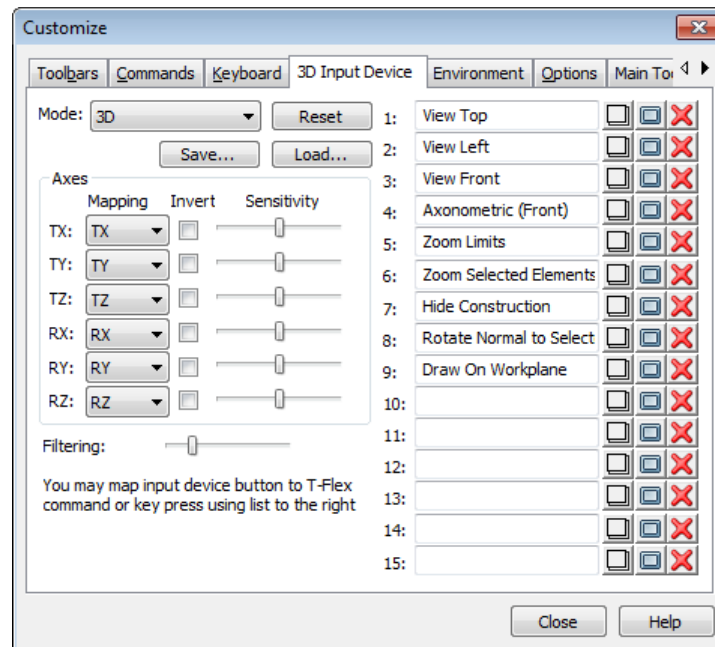 Customize
Toolbars Commands Keyboard 3D Input Device Environment Options Main
Mode: 3D Reset
Save... Load...
Axes
Mapping Invert Sensitivity
TX: TX
TY: TY
TZ: TZ
RX: RX
RY: RY
RZ: RZ
Filtering:
You may map input device button to T-Flex
command or key press using list to the right
1: View Top
2: View Left
3: View Front
4: Axonometric (Front)
5: Zoom Limits
6: Zoom Selected Elements
7: Hide Construction
8: Rotate Normal to Select
9: Draw On Workplane
10:
11:
12:
13:
14:
15:
Close Help